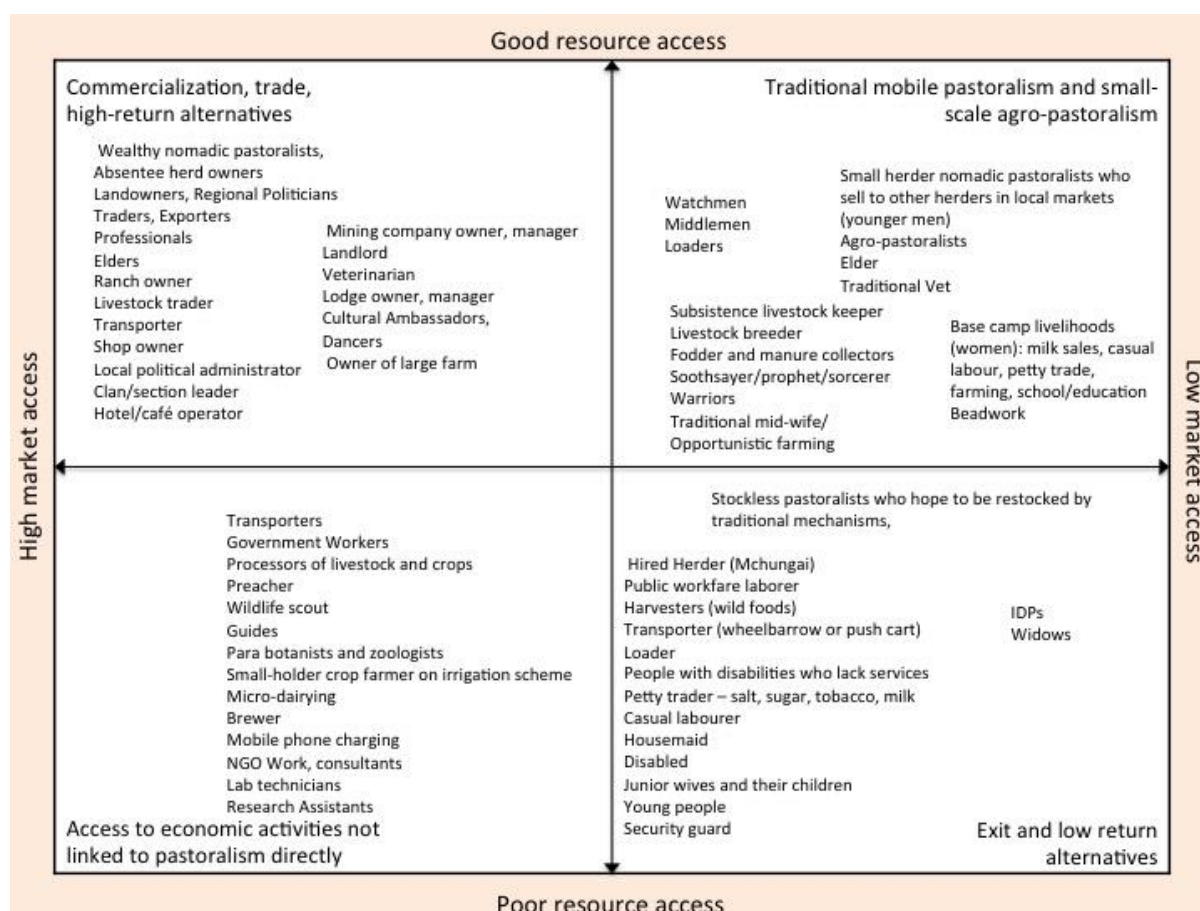 Good resource access
Commercialization, trade,
high-return alternatives
Wealthy nomadic pastoralists,
Absentee herd owners
Landowners, Regional Politicians
Traders, Exporters
Professionals
Elders
Ranch owner
Livestock trader
Transporter
Shop owner
Local political administrator
Clan/section leader
Hotel/café operator
Mining company owner, manager
Landlord
Veterinarian
Lodge owner, manager
Cultural Ambassadors,
Dancers
Owner of large farm
Traditional mobile pastoralism and small-
scale agro-pastoralism
Watchmen
Middlemen
Loaders
Small herder nomadic pastoralists who
sell to other herders in local markets
(younger men)
Agro-pastoralists
Elder
Traditional Vet
Subsistence livestock keeper
Livestock breeder
Fodder and manure collectors
Soothsayer/prophet/sorcerer
Warriors
Traditional mid-wife/
Opportunistic farming
Base camp livelihoods
(women): milk sales, casual
labour, petty trade,
farming, school/education
Beadwork
High market access
Low market access
Transporters
Government Workers
Processors of livestock and crops
Preacher
Wildlife scout
Guides
Para botanists and zoologists
Small-holder crop farmer on irrigation scheme
Micro-dairying
Brewer
Mobile phone charging
NGO Work, consultants
Lab technicians
Research Assistants
Access to economic activities not
linked to pastoralism directly
Stockless pastoralists who hope to be restocked by
traditional mechanisms,
Hired Herder (Mchungai)
Public workfare laborer
Harvesters (wild foods)
Transporter (wheelbarrow or push cart)
Loader
People with disabilities who lack services
Petty trader – salt, sugar, tobacco, milk
Casual labourer
Housemaid
Disabled
Junior wives and their children
Young people
Security guard
IDPs
Widows
Exit and low return
alternatives
Poor resource access